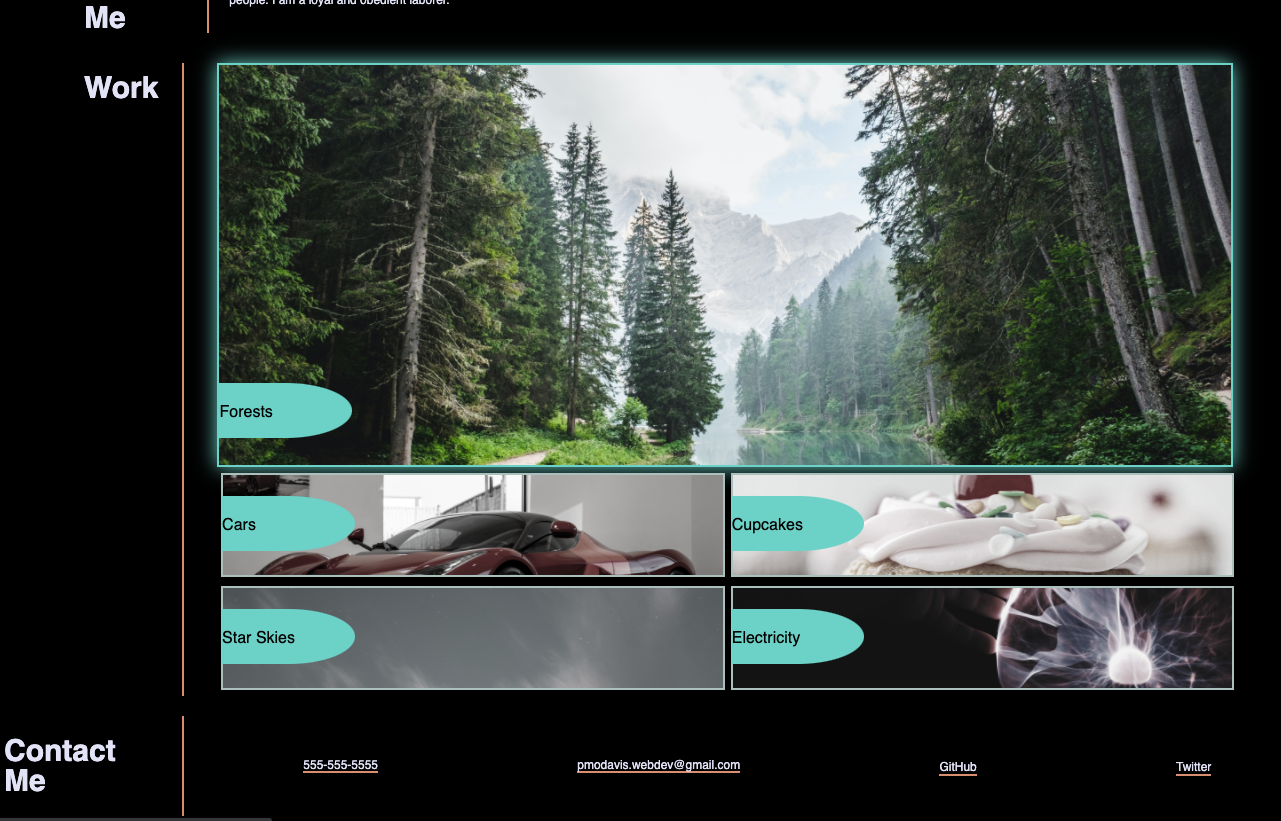 people. I am a loyal and obedient laborer.
Me
Work
Forests
Cars
Cupcakes
Star Skies
Electricity
Contact
Me
555-555-5555
pmodavis.webdev@gmail.com
GitHub
Twitter